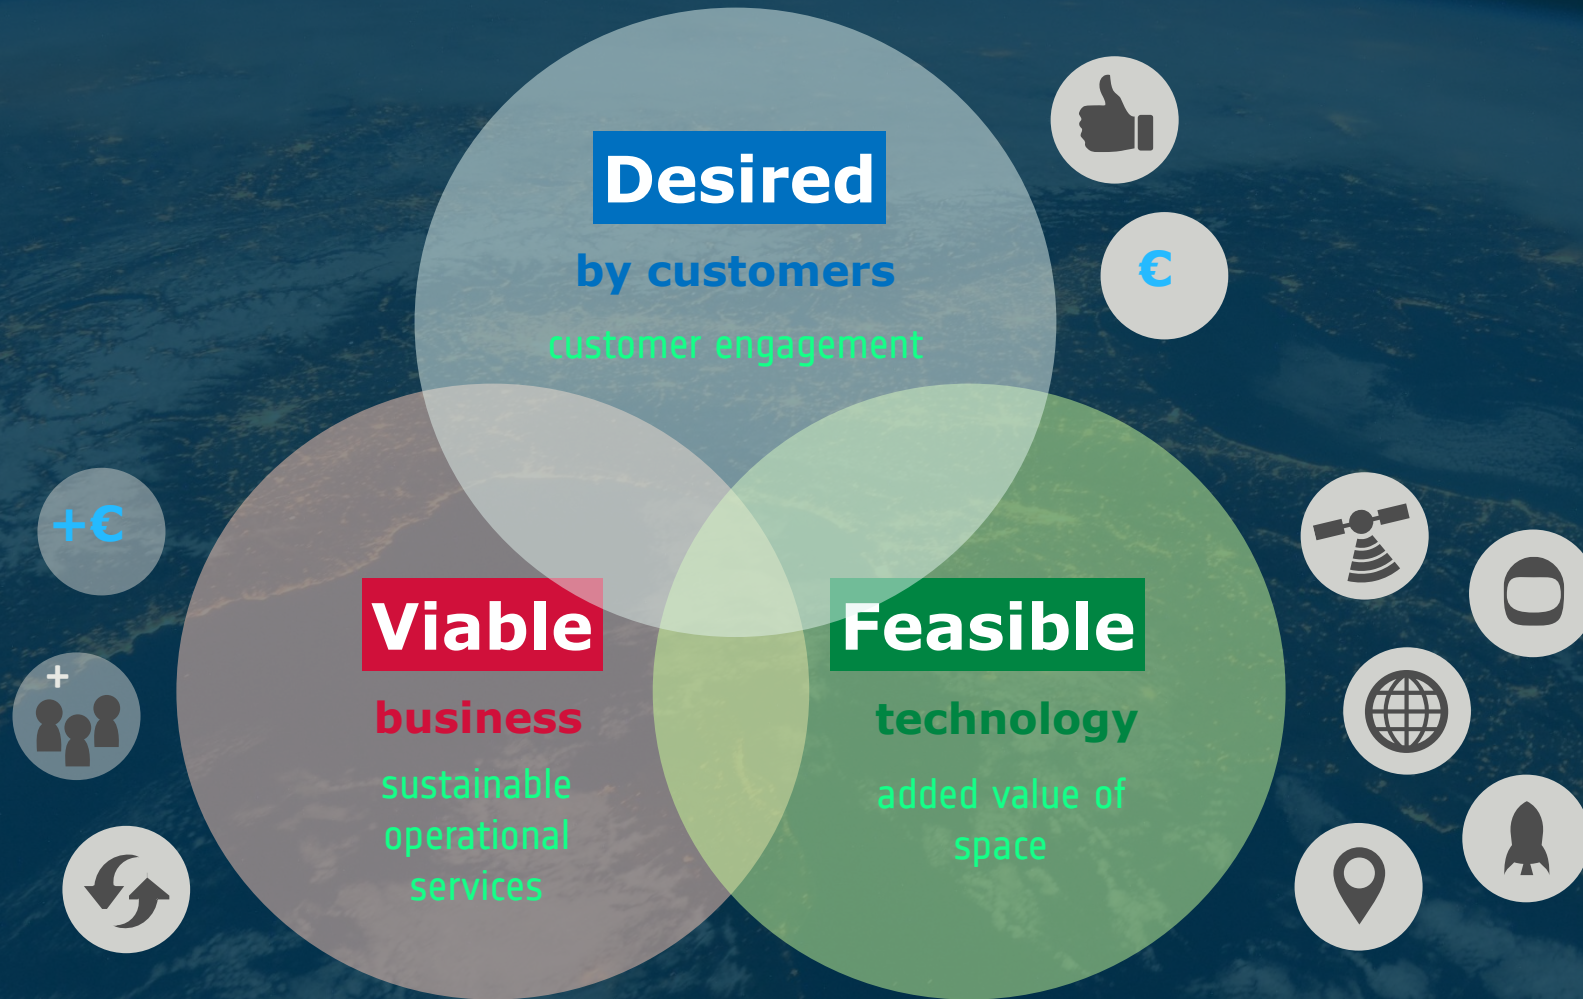 Desired
by customers
customer engagement
€
+€
+
Viable
business
sustainable
operational
services
Feasible
technology
added value of
space